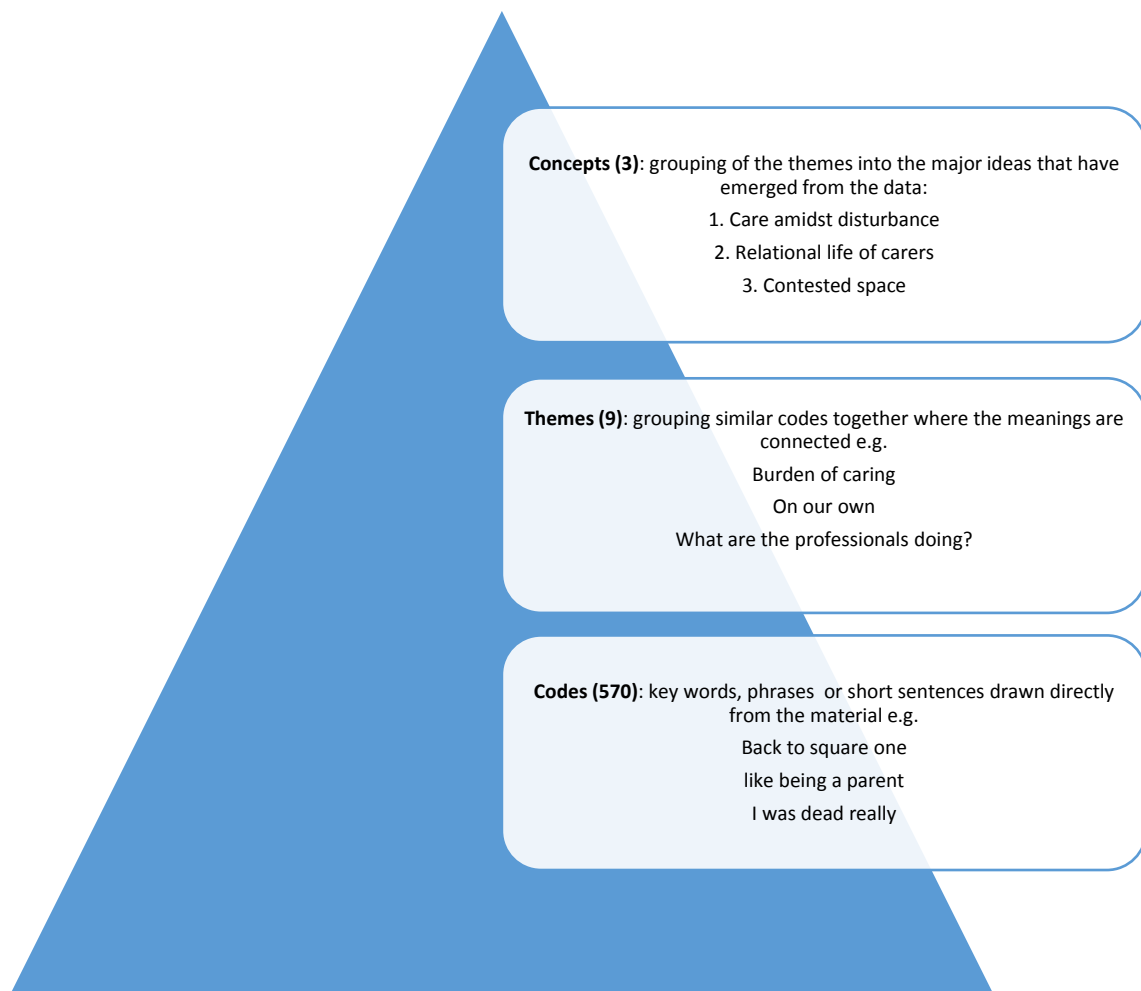 Concepts (3): grouping of the themes into the major ideas that have
emerged from the data:
1. Care amidst disturbance
2. Relational life of carers
3. Contested space
Themes (9): grouping similar codes together where the meanings are
connected e.g.
Burden of caring
On our own
What are the professionals doing?
Codes (570): key words, phrases  or short sentences drawn directly
from the material e.g.
Back to square one
like being a parent
I was dead really